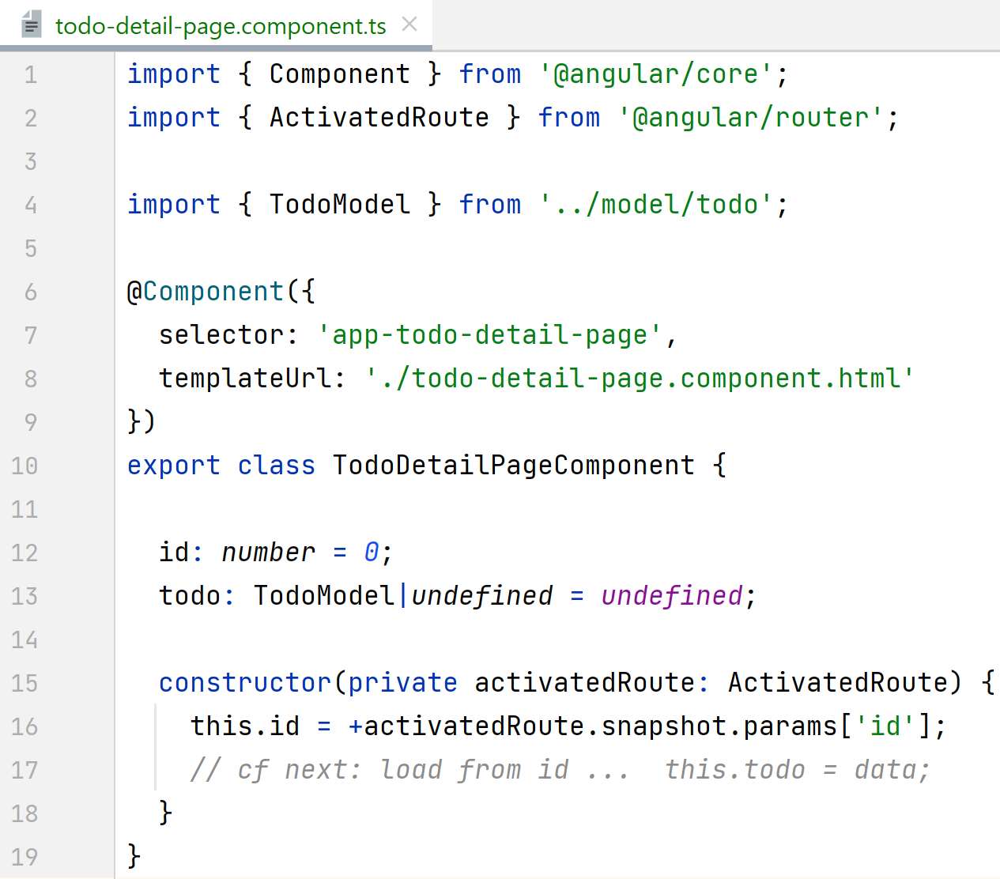 todo-detail-page.component.ts
1 import { Component } from '@angular/core';
2 import { ActivatedRoute } from '@angular/router';
3
4 import { TodoModel } from '../model/todo';
5
6 @Component({
7   selector: 'app-todo-detail-page',
8   templateUrl: './todo-detail-page.component.html'
9 })
10 export class TodoDetailPageComponent {
11
12   id: number = 0;
13   todo: TodoModel|undefined = undefined;
14
15   constructor(private activatedRoute: ActivatedRoute) {
16     this.id = +activatedRoute.snapshot.params['id'];
17     // cf next: load from id ...  this.todo = data;
18   }
19 }